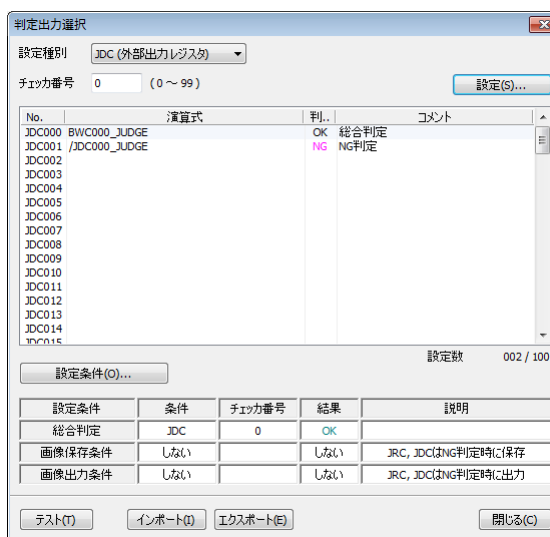 判定出力選択
設定種別 JDC (外部出力レジスタ)
チェッカ番号 0 (0～99) 設定(S)...
No. 演算式 判.. コメント
JDC000 BWC000_JUDGE OK 総合判定
JDC001 /JDC000_JUDGE NG NG判定
JDC002
JDC003
JDC004
JDC005
JDC006
JDC007
JDC008
JDC009
JDC010
JDC011
JDC012
JDC013
JDC014
JDC015
設定数 002 / 100
設定条件(O)...
設定条件 条件 チェッカ番号 結果 説明
総合判定 JDC 0 OK
画像保存条件 しない しない JRC, JDCはNG判定時に保存
画像出力条件 しない しない JRC, JDCはNG判定時に出力
テスト(T) インポート(I) エクスポート(E) 閉じる(C)